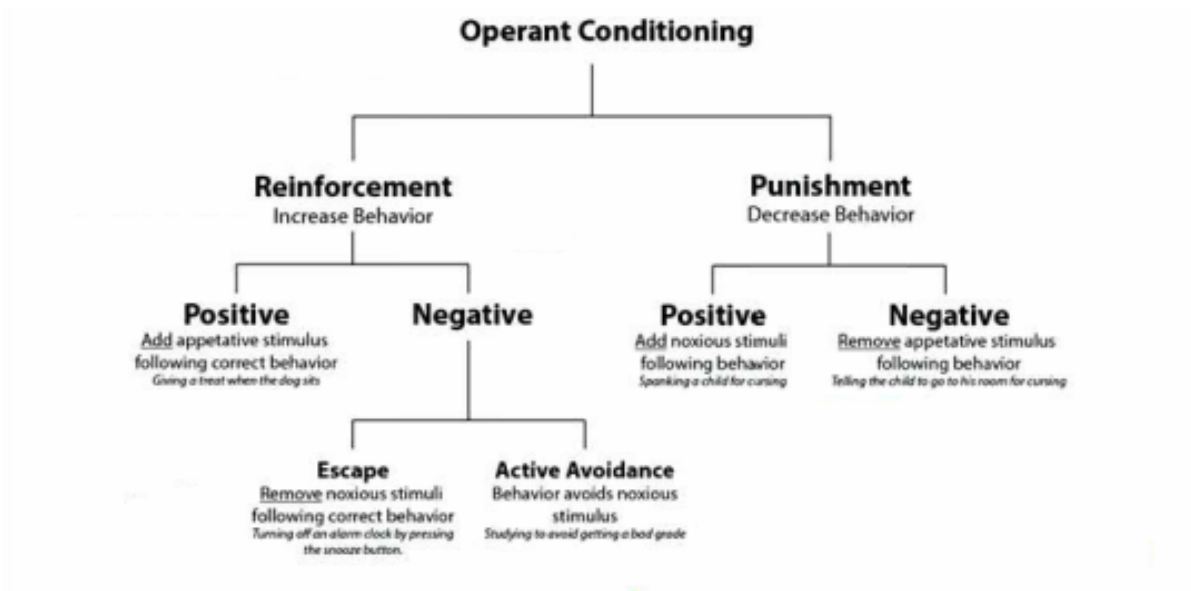 Operant Conditioning
Reinforcement
Increase Behavior
Punishment
Decrease Behavior
Positive
Add appetative stimulus
following correct behavior
Giving a treat when the dog sits
Negative
Positive
Add noxious stimuli
following behavior
Spanking a child for cursing
Negative
Remove appetative stimulus
following behavior
Telling the child to go to his room for cursing
Escape
Remove noxious stimuli
following correct behavior
Turning off an alarm clock by pressing
the snooze button.
Active Avoidance
Behavior avoids noxious
stimulus
Studying to avoid getting a bad grade